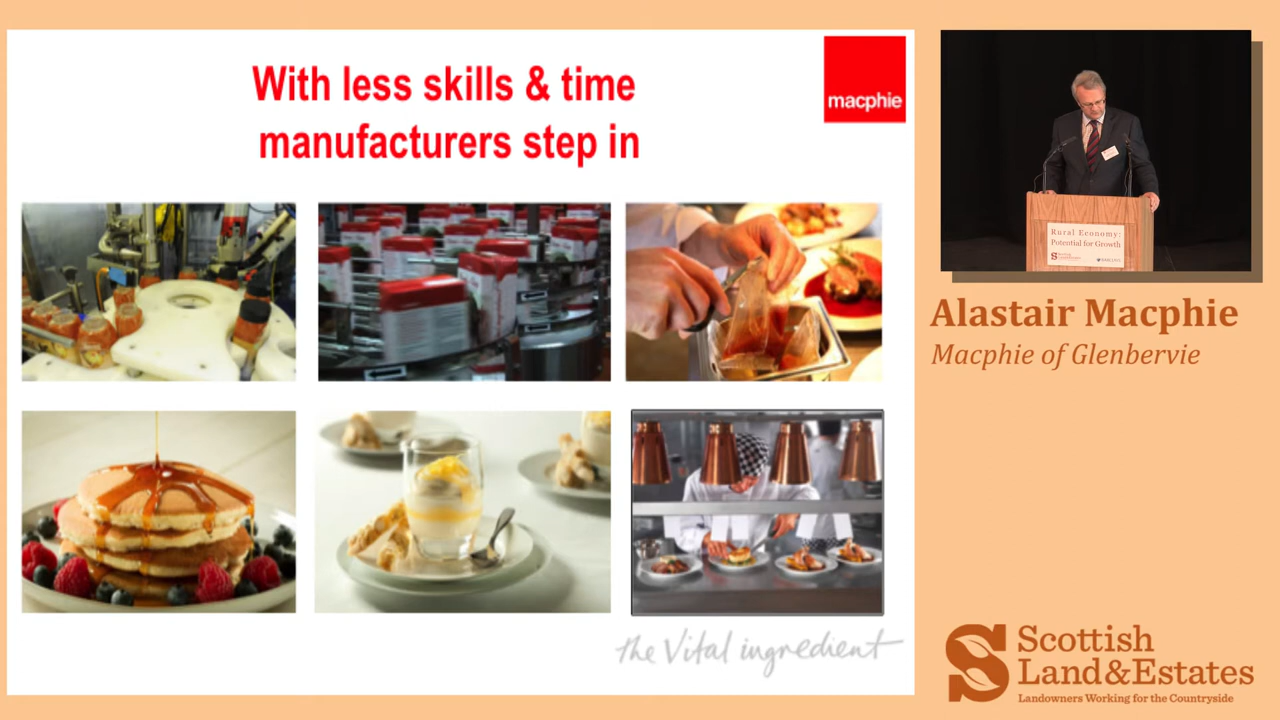 With less skills & time
manufacturers step in
macphie
the Vital ingredient
Rural Economy:
Potential for Growth
Alastair Macphie
Macphie of Glenbervie
Scottish
Land&Estates
Landowners Working for the Countryside